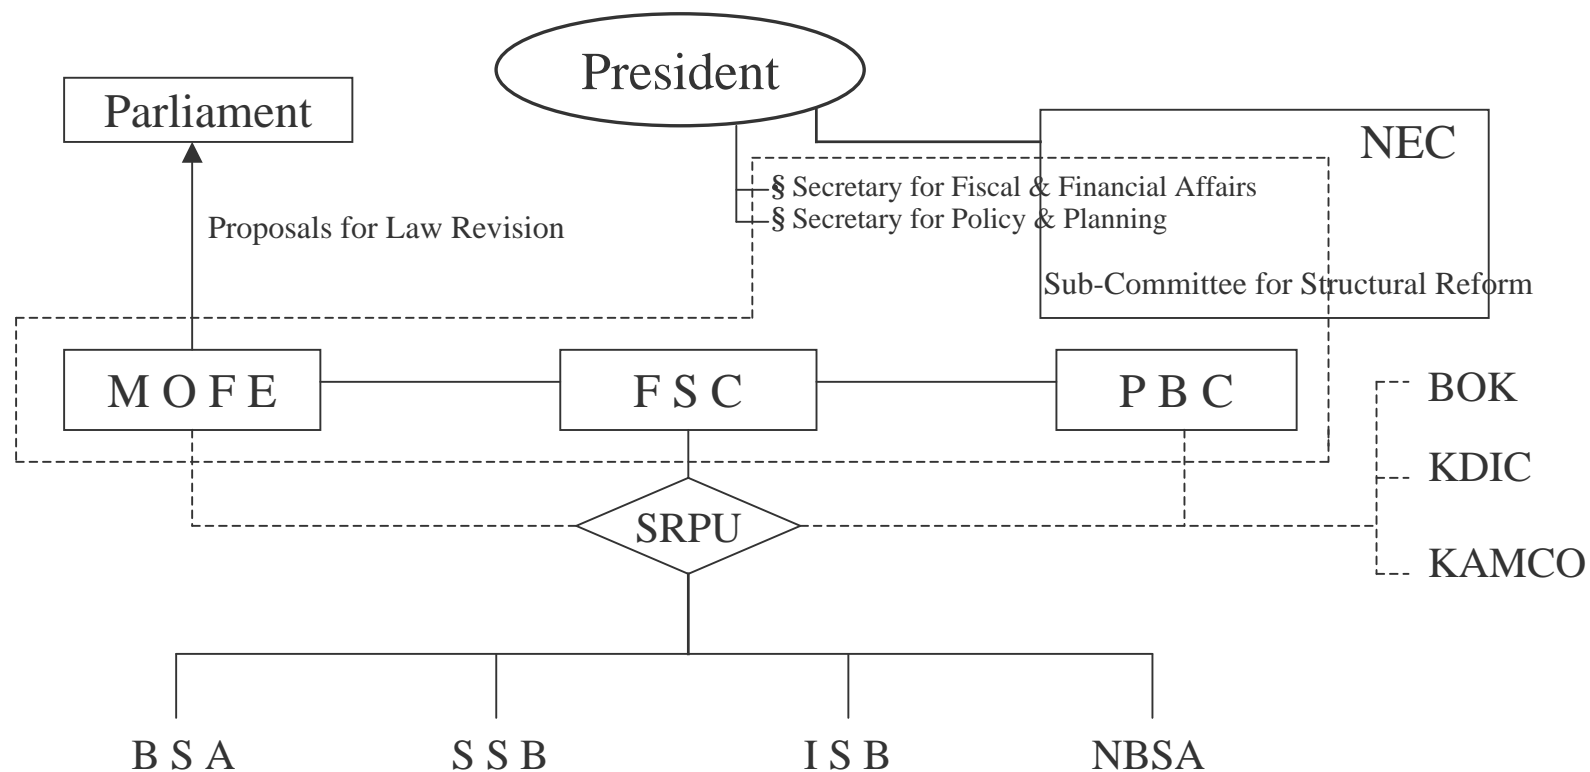 President
Parliament
NEC
§ Secretary for Fiscal & Financial Affairs
§ Secretary for Policy & Planning
Proposals for Law Revision
Sub-Committee for Structural Reform
M O F E
F S C
P B C
BOK
KDIC
SRPU
KAMCO
B S A
S S B
I S B
NBSA